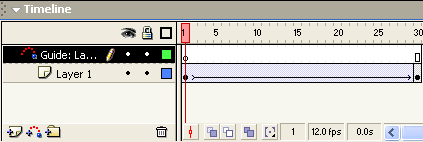 Timeline
1 5 10 15 20 25 30
Guide: La...
Layer 1
1 12.0 fps 0.0s